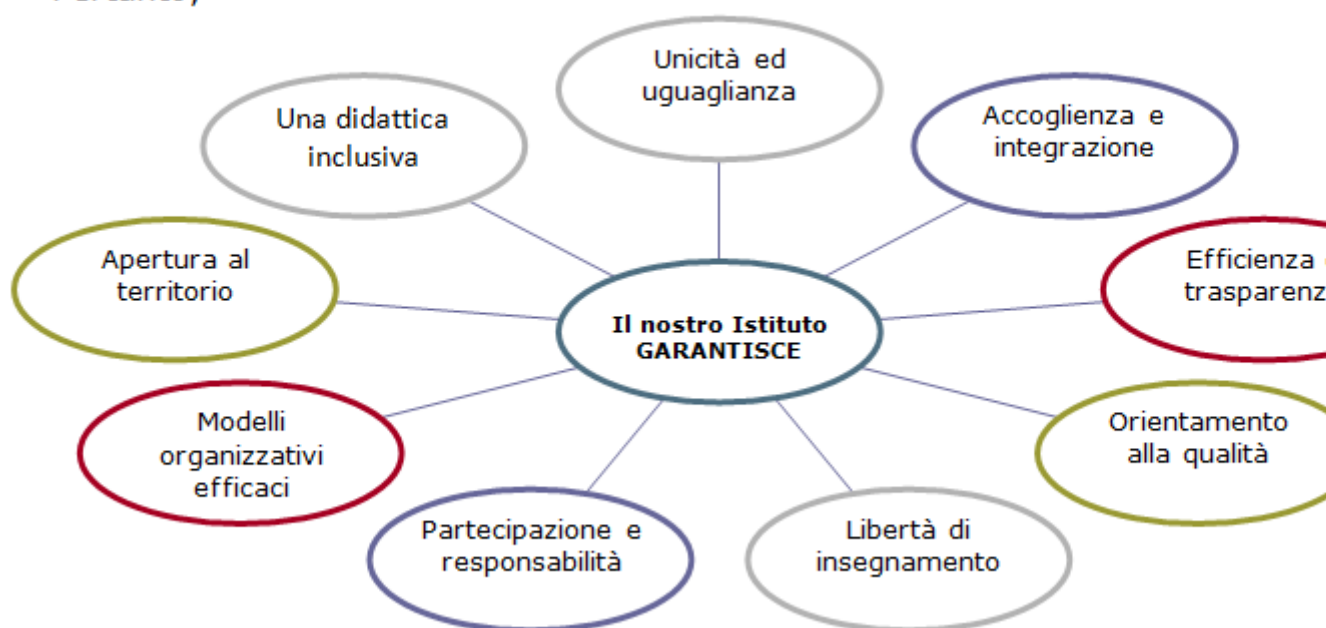 Unicità ed
uguaglianza
Accoglienza e
integrazione
Efficienza
Orientamento
alla qualità
Libertà di
insegnamento
Partecipazione e
responsabilità
Modelli
organizzativi
efficaci
Apertura al
territorio
Una didattica
inclusiva
Il nostro Istituto
GARANTISCE